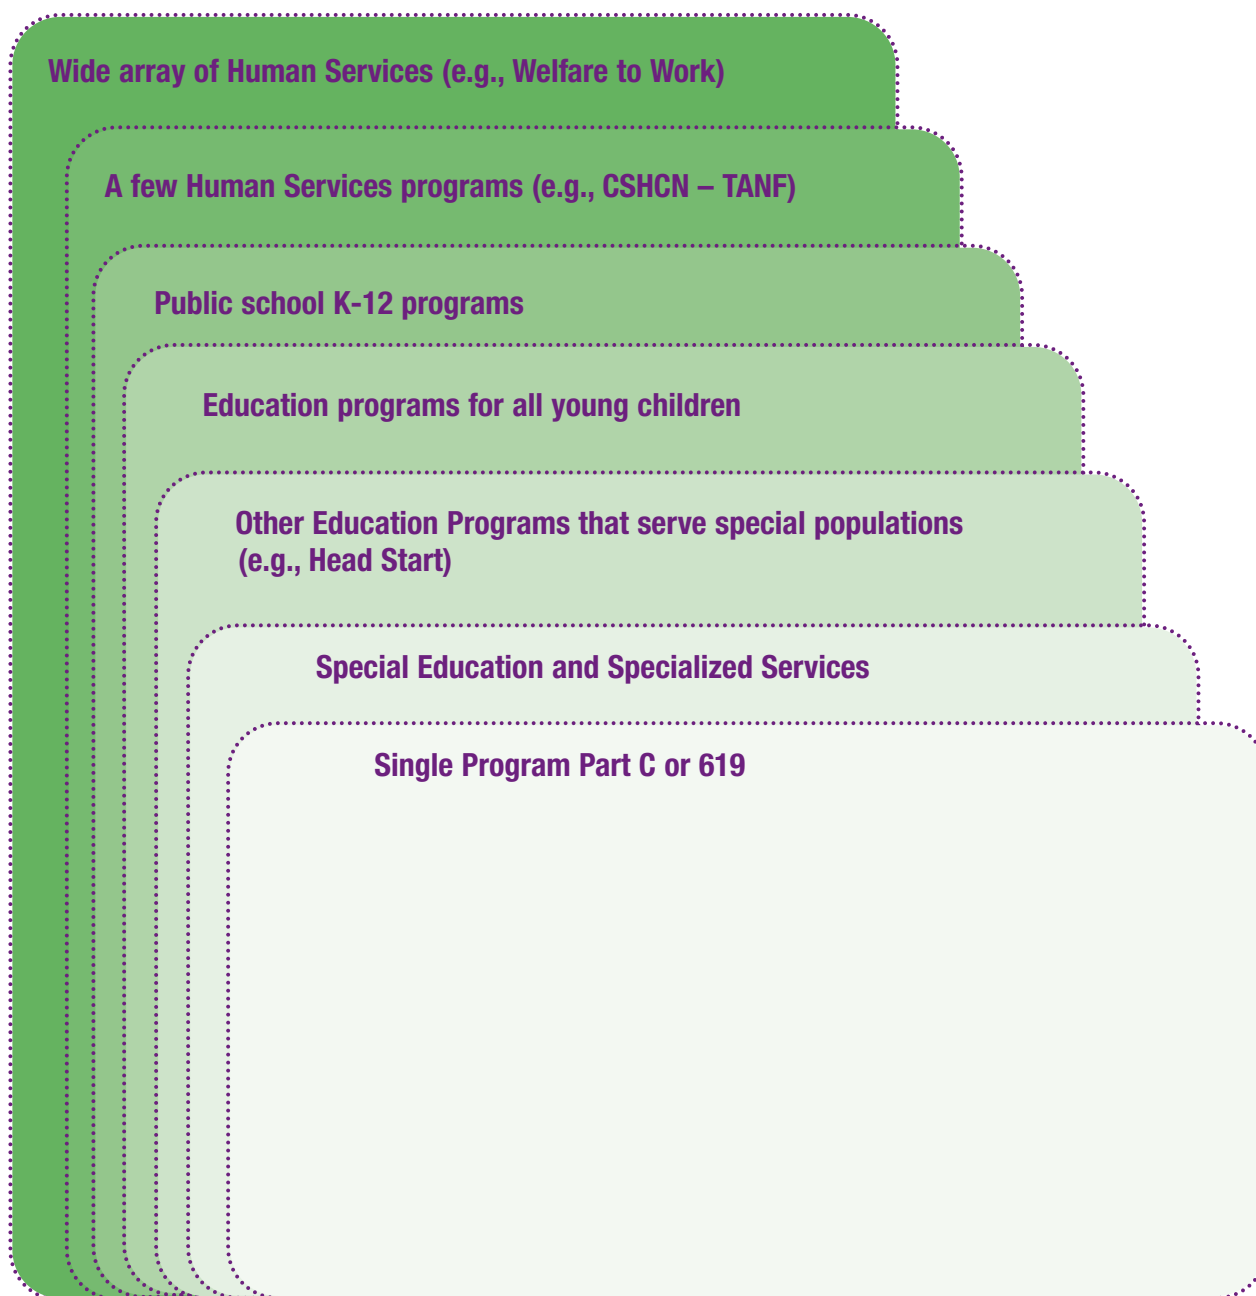 Wide array of Human Services (e.g., Welfare to Work)
A few Human Services programs (e.g., CSHCN – TANF)
Public school K-12 programs
Education programs for all young children
Other Education Programs that serve special populations
(e.g., Head Start)
Special Education and Specialized Services
Single Program Part C or 619